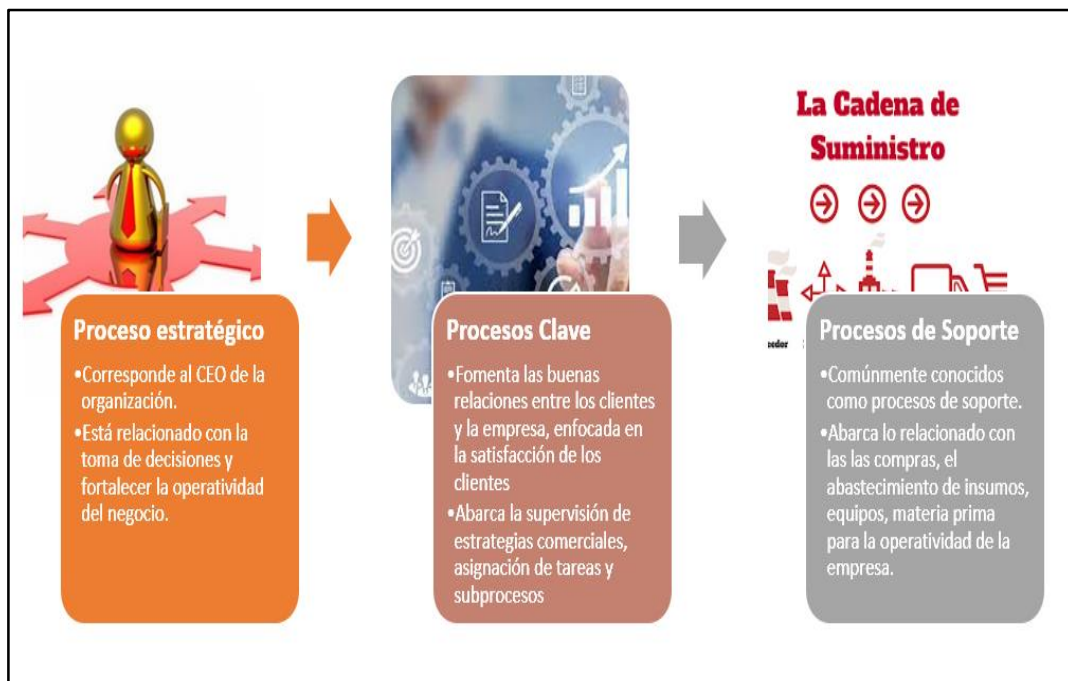 La Cadena de
Suministro
Proceso estratégico
•Corresponde al CEO de la
organización.
•Está relacionado con la
toma de decisiones y
fortalecer la operatividad
del negocio.
Procesos Clave
•Fomenta las buenas
relaciones entre los clientes
y la empresa, enfocada en
la satisfacción de los
clientes
•Abarca la supervisión de
estrategias comerciales,
asignación de tareas y
subprocesos
Procesos de Soporte
•Comúnmente conocidos
como procesos de soporte.
•Abarca lo relacionado con
las las compras, el
abastecimiento de insumos,
equipos, materia prima
para la operatividad de la
empresa.